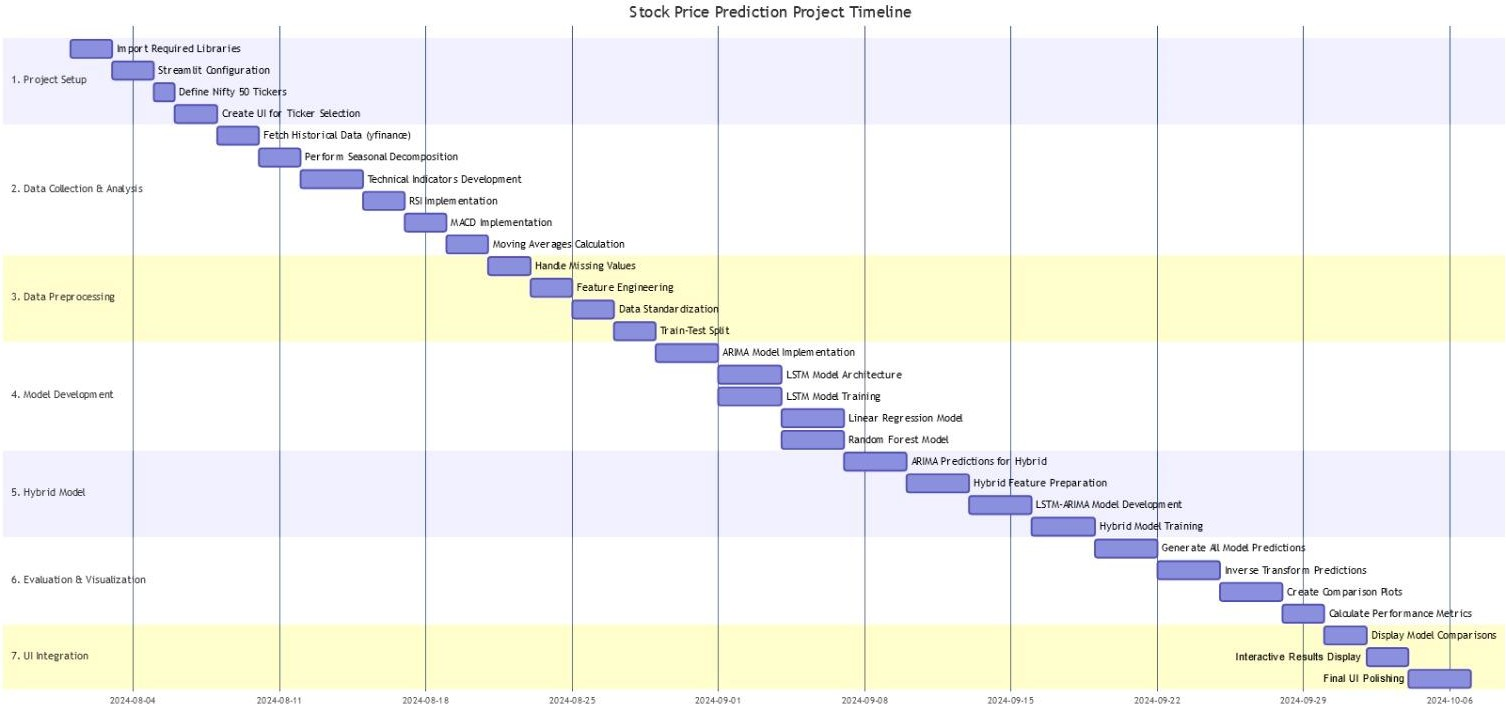 Stock Price Prediction Project Timeline
Import Required Libraries
Streamlit Configuration
1. Project Setup
Define Nifty 50 Tickers
Create UI for Ticker Selection
Fetch Historical Data (yfinance)
Perform Seasonal Decomposition
Technical Indicators Development
2. Data Collection & Analysis
RSI Implementation
MACD Implementation
Moving Averages Calculation
Handle Missing Values
Feature Engineering
3. Data Preprocessing
Data Standardization
Train-Test Split
ARIMA Model Implementation
LSTM Model Architecture
4. Model Development
LSTM Model Training
Linear Regression Model
Random Forest Model
ARIMA Predictions for Hybrid
Hybrid Feature Preparation
5. Hybrid Model
LSTM-ARIMA Model Development
Hybrid Model Training
Generate All Model Predictions
Inverse Transform Predictions
6. Evaluation & Visualization
Create Comparison Plots
Calculate Performance Metrics
Display Model Comparisons
7. UI Integration
Interactive Results Display
Final UI Polishing
2024-08-04
2024-08-11
2024-08-18
2024-08-25
2024-09-01
2024-09-08
2024-09-15
2024-09-22
2024-09-29
2024-10-06